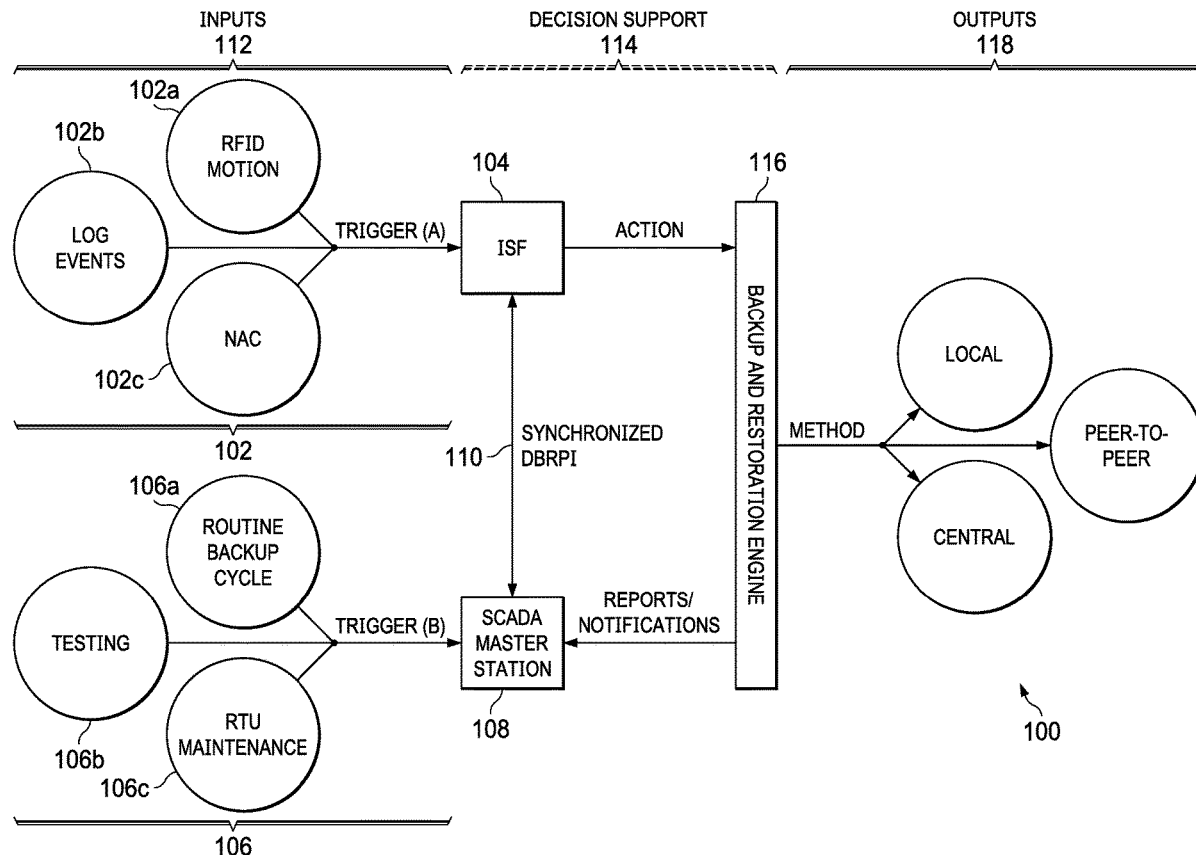 INPUTS
112
DECISION SUPPORT
114
OUTPUTS
118
102a
RFID
MOTION
102b
LOG
EVENTS
NAC
102c
102
TRIGGER (A)
104
ISF
ACTION
116
BACKUP AND RESTORATION ENGINE
110
SYNCHRONIZED
DBRPI
METHOD
LOCAL
PEER-TO-
PEER
CENTRAL
106a
ROUTINE
BACKUP
CYCLE
TESTING
106b
RTU
MAINTENANCE
106c
106
TRIGGER (B)
SCADA
MASTER
STATION
108
REPORTS/
NOTIFICATIONS
100